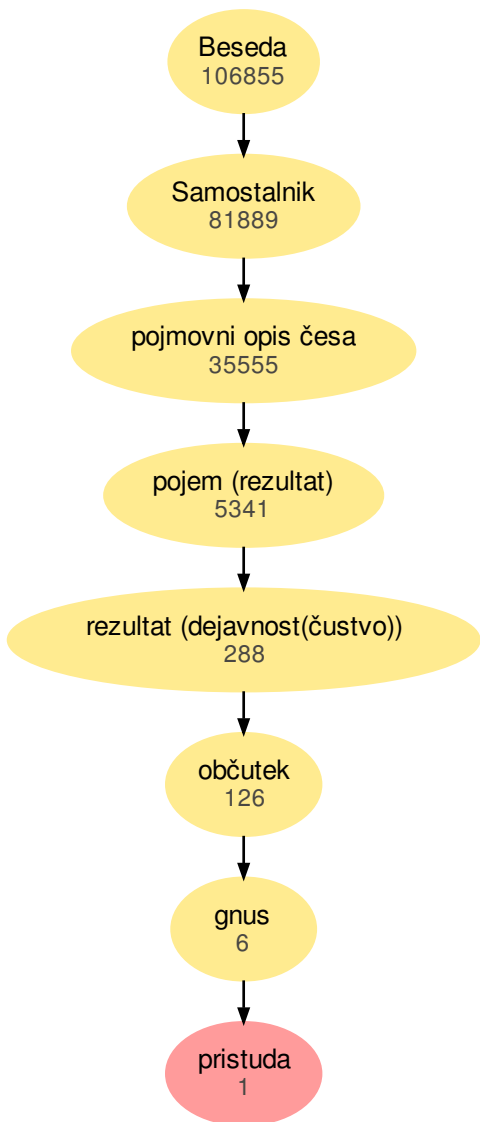 Beseda
106855
Samostalnik
81889
pojmovni opis česa
35555
pojem (rezultat)
5341
rezultat (dejavnost(čustvo))
288
občutek
126
gnus
6
pristuda
1